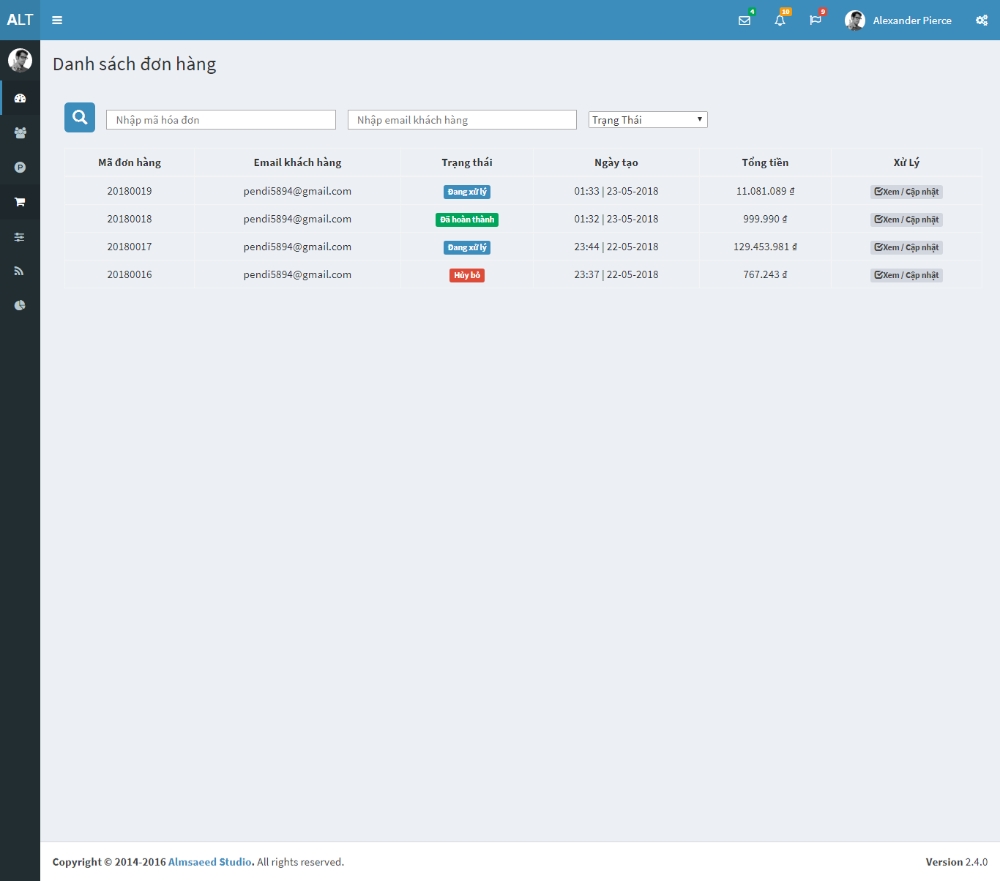 ALT
4
10
9
Alexander Pierce
Danh sách đơn hàng
Nhập mã hóa đơn
Nhập email khách hàng
Trạng Thái
Mã đơn hàng Email khách hàng Trạng thái Ngày tạo Tổng tiền Xử Lý
20180019 pendi5894@gmail.com Đang xử lý 01:33 | 23-05-2018 11.081.089 ₫ Xem / Cập nhật
20180018 pendi5894@gmail.com Đã hoàn thành 01:32 | 23-05-2018 999.990 ₫ Xem / Cập nhật
20180017 pendi5894@gmail.com Đang xử lý 23:44 | 22-05-2018 129.453.981 ₫ Xem / Cập nhật
20180016 pendi5894@gmail.com Hủy bỏ 23:37 | 22-05-2018 767.243 ₫ Xem / Cập nhật
Copyright © 2014-2016 Almsaeed Studio. All rights reserved.
Version 2.4.0